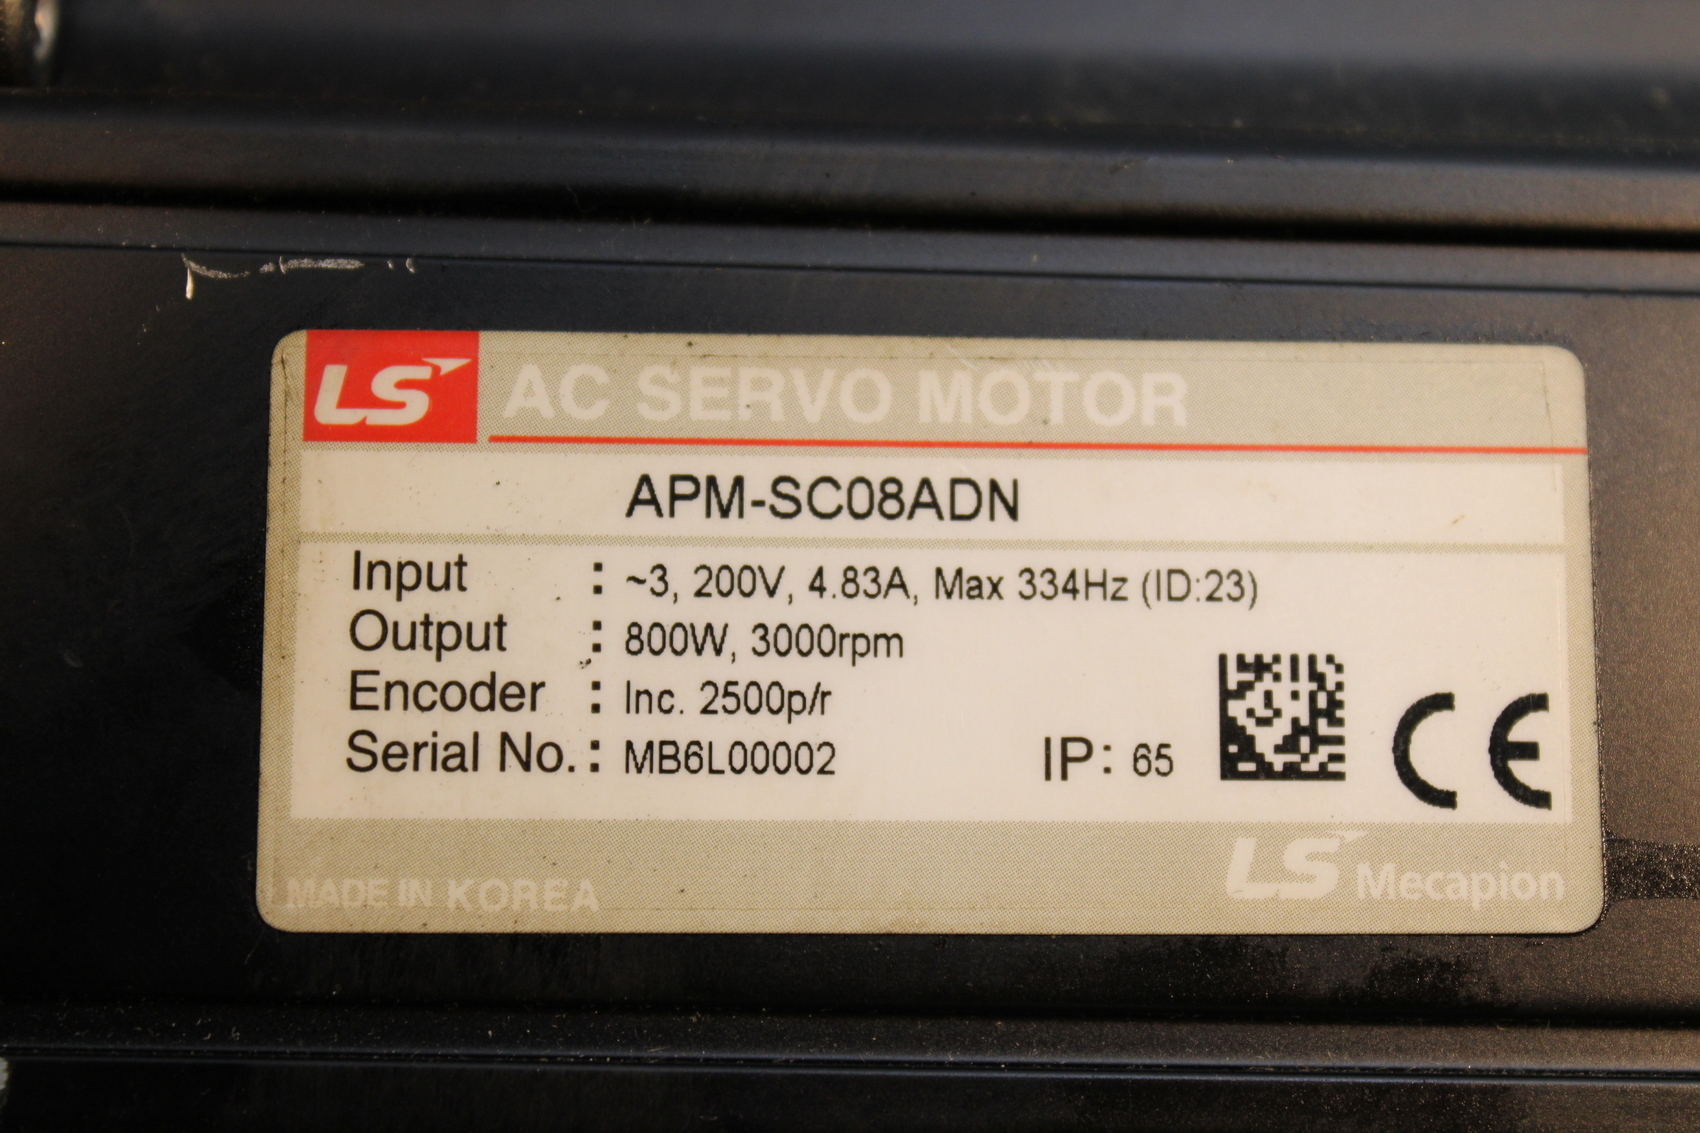 LS AC SERVO MOTOR
APM-SC08ADN
Input : ~3, 200V, 4.83A, Max 334Hz (ID:23)
Output : 800W, 3000rpm
Encoder : Inc. 2500p/r
Serial No. : MB6L00002
IP: 65
CE
MADE IN KOREA
LS Mecapion